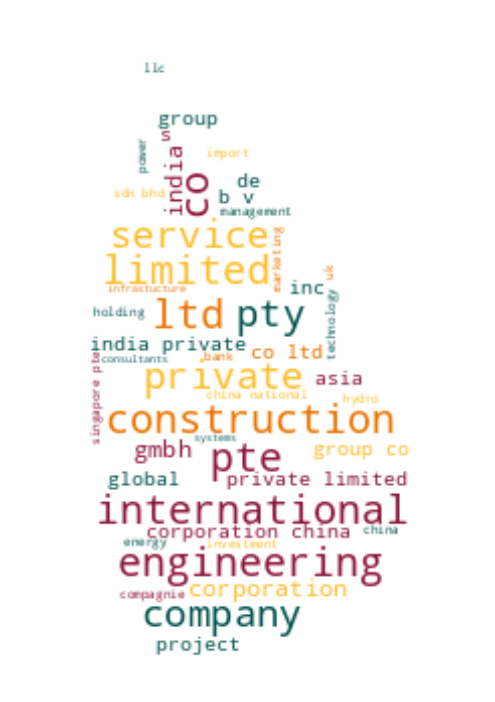 llc
group
s
power
import
india
co
de
sdn bhd
b v
management
service
marketing
limited
uk
infrastucture
inc
holding
ltd
pty
technology
india private
co ltd
consultants
bank
singapore pte
private
asia
china national
hydro
construction
systems
gmbh
pte
group co
global
private limited
international
corporation china
china
energy
investment
engineering
compagnie
corporation
company
project